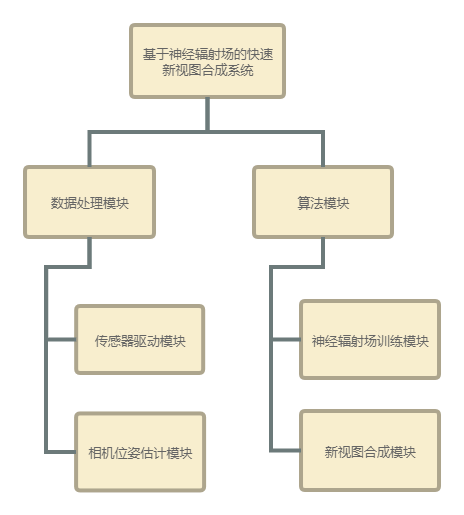 基于神经辐射场的快速
新视图合成系统
数据处理模块
算法模块
传感器驱动模块
神经辐射场训练模块
相机位姿估计模块
新视图合成模块